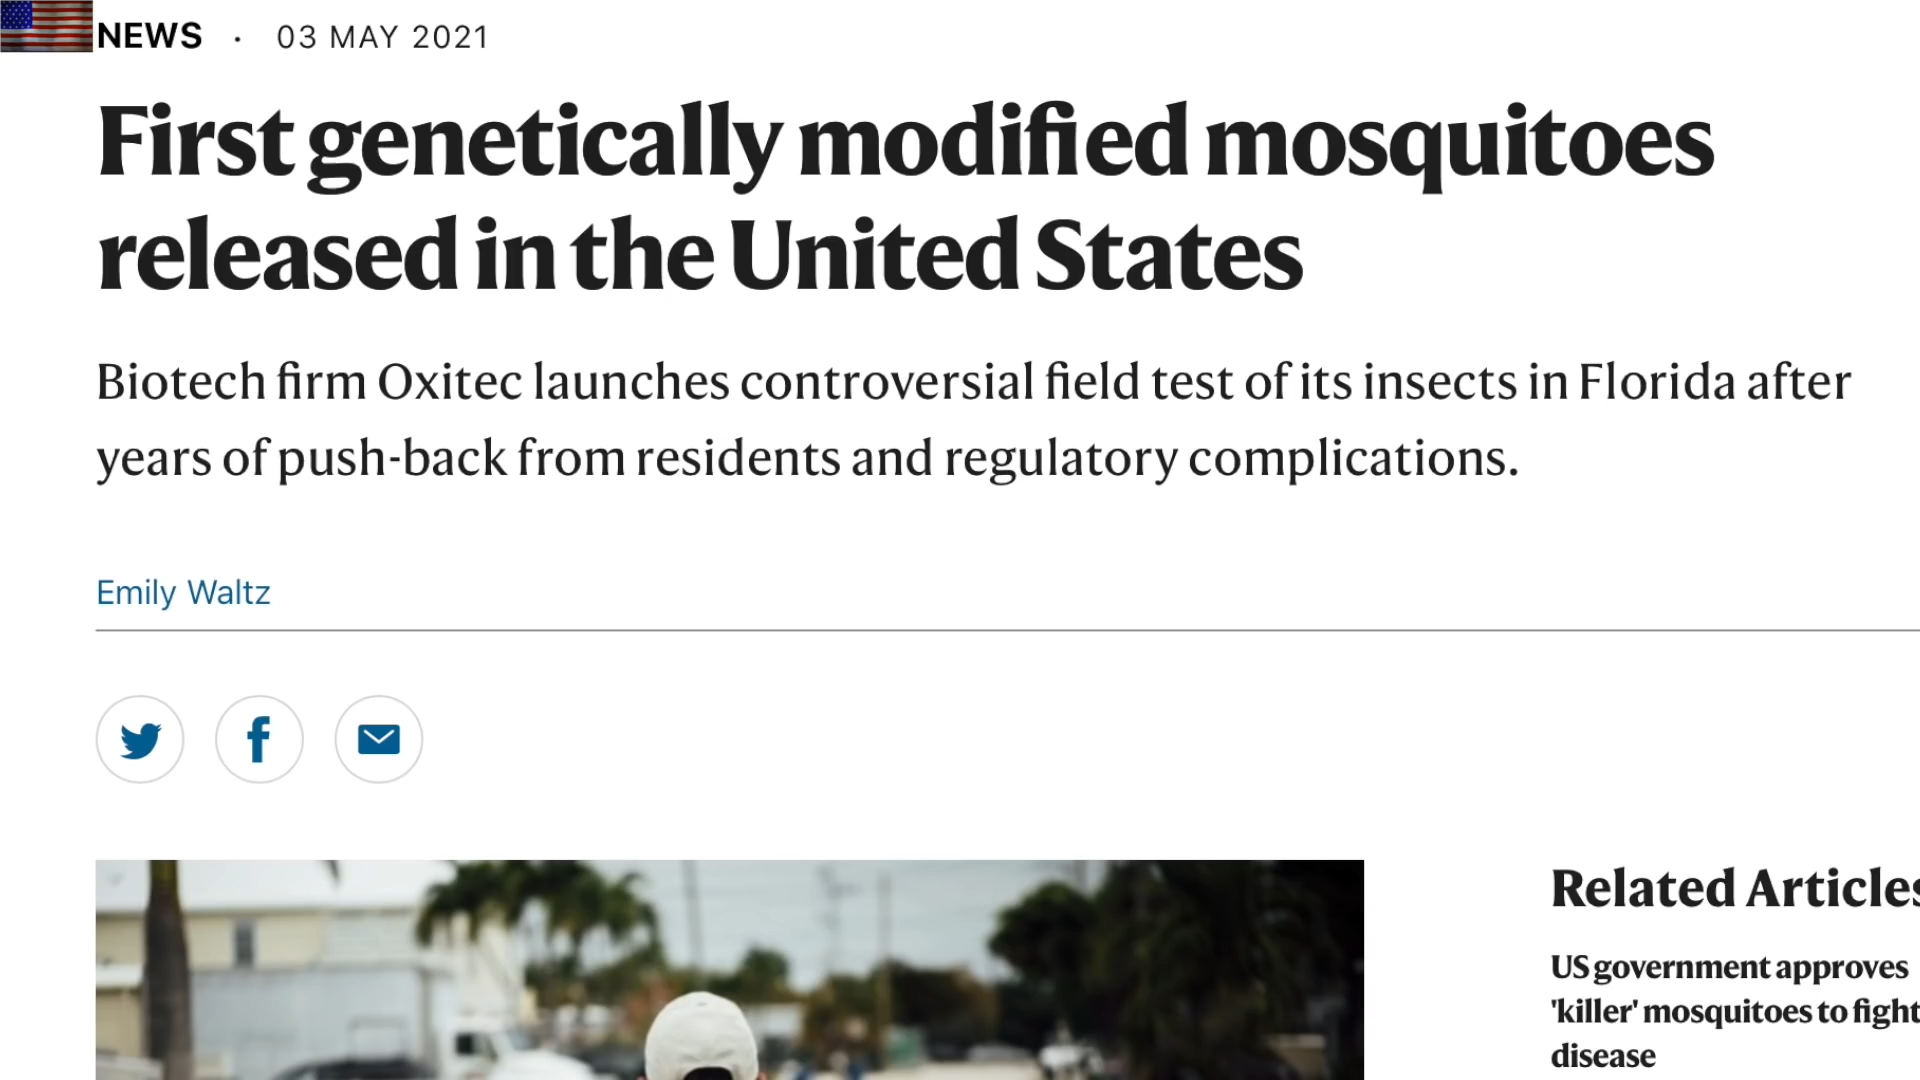 NEWS · 03 MAY 2021
First genetically modified mosquitoes
released in the United States
Biotech firm Oxitec launches controversial field test of its insects in Florida after
years of push-back from residents and regulatory complications.
Emily Waltz
Related Articles
US government approves
'killer' mosquitoes to fight
disease